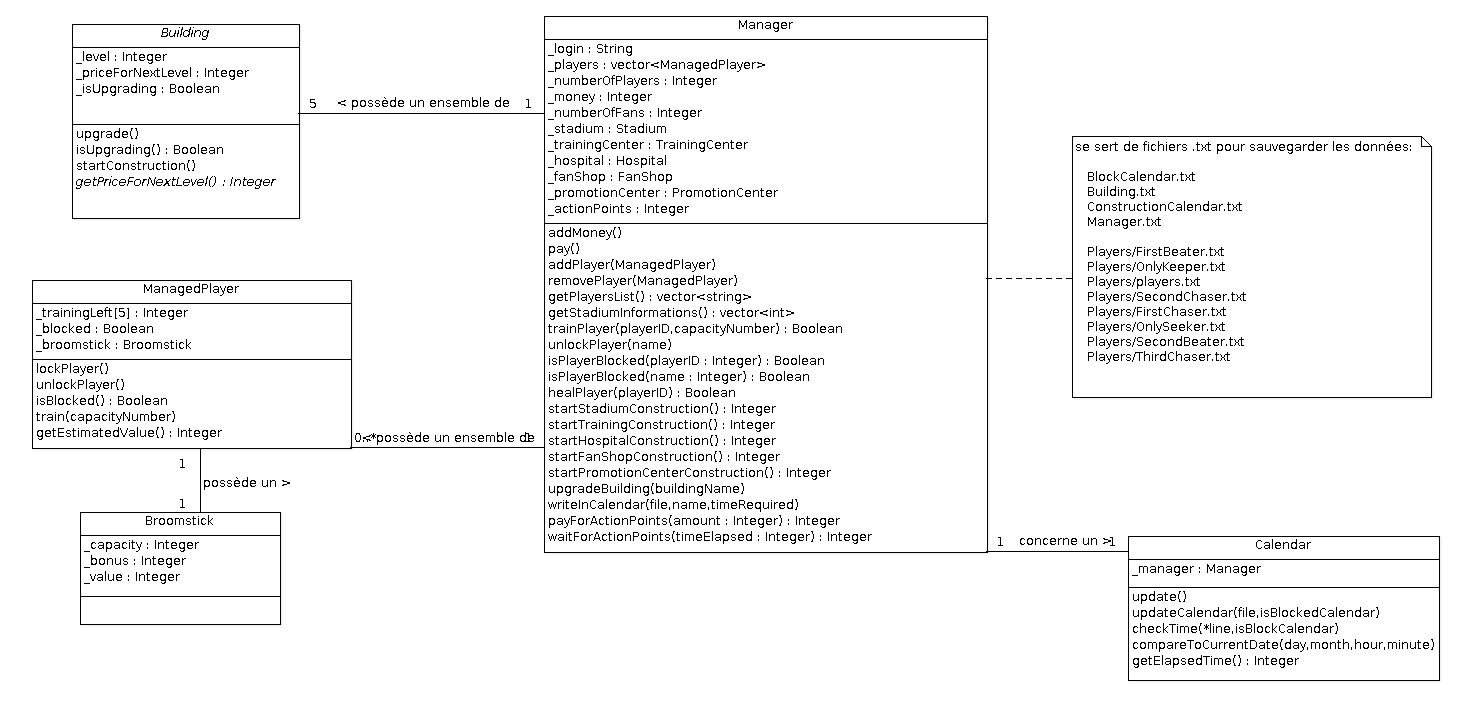 Building
_level : Integer
_priceForNextLevel : Integer
_isUpgrading : Boolean
upgrade()
isUpgrading() : Boolean
startConstruction()
getPriceForNextLevel() : Integer
5 < possède un ensemble de 1
Manager
_login : String
_players : vector<ManagedPlayer>
_numberOfPlayers : Integer
_money : Integer
_numberOfFans : Integer
_stadium : Stadium
_trainingCenter : TrainingCenter
_hospital : Hospital
_fanShop : FanShop
_promotionCenter : PromotionCenter
_actionPoints : Integer
addMoney()
pay()
addPlayer(ManagedPlayer)
removePlayer(ManagedPlayer)
getPlayersList() : vector<string>
getStadiumInformations() : vector<int>
trainPlayer(playerID,capacityNumber) : Boolean
unlockPlayer(name)
isPlayerBlocked(playerID : Integer) : Boolean
isPlayerBlocked(name : Integer) : Boolean
healPlayer(playerID) : Boolean
startStadiumConstruction() : Integer
startTrainingConstruction() : Integer
startHospitalConstruction() : Integer
startFanShopConstruction() : Integer
startPromotionCenterConstruction() : Integer
upgradeBuilding(buildingName)
writeInCalendar(file,name,timeRequired)
payForActionPoints(amount : Integer) : Integer
waitForActionPoints(timeElapsed : Integer) : Integer
se sert de fichiers .txt pour sauvegarder les données:
BlockCalendar.txt
Building.txt
ConstructionCalendar.txt
Manager.txt
Players/FirstBeater.txt
Players/OnlyKeeper.txt
Players/players.txt
Players/SecondChaser.txt
Players/FirstChaser.txt
Players/OnlySeeker.txt
Players/SecondBeater.txt
Players/ThirdChaser.txt
ManagedPlayer
_trainingLeft[5] : Integer
_blocked : Boolean
_broomstick : Broomstick
lockPlayer()
unlockPlayer()
isBlocked() : Boolean
train(capacityNumber)
getEstimatedValue() : Integer
0..* < possède un ensemble de 1
1
possède un >
1
Broomstick
_capacity : Integer
_bonus : Integer
_value : Integer
1 concerne un > 1
Calendar
_manager : Manager
update()
updateCalendar(file,isBlockedCalendar)
checkTime(*line,isBlockCalendar)
compareToCurrentDate(day,month,hour,minute)
getElapsedTime() : Integer